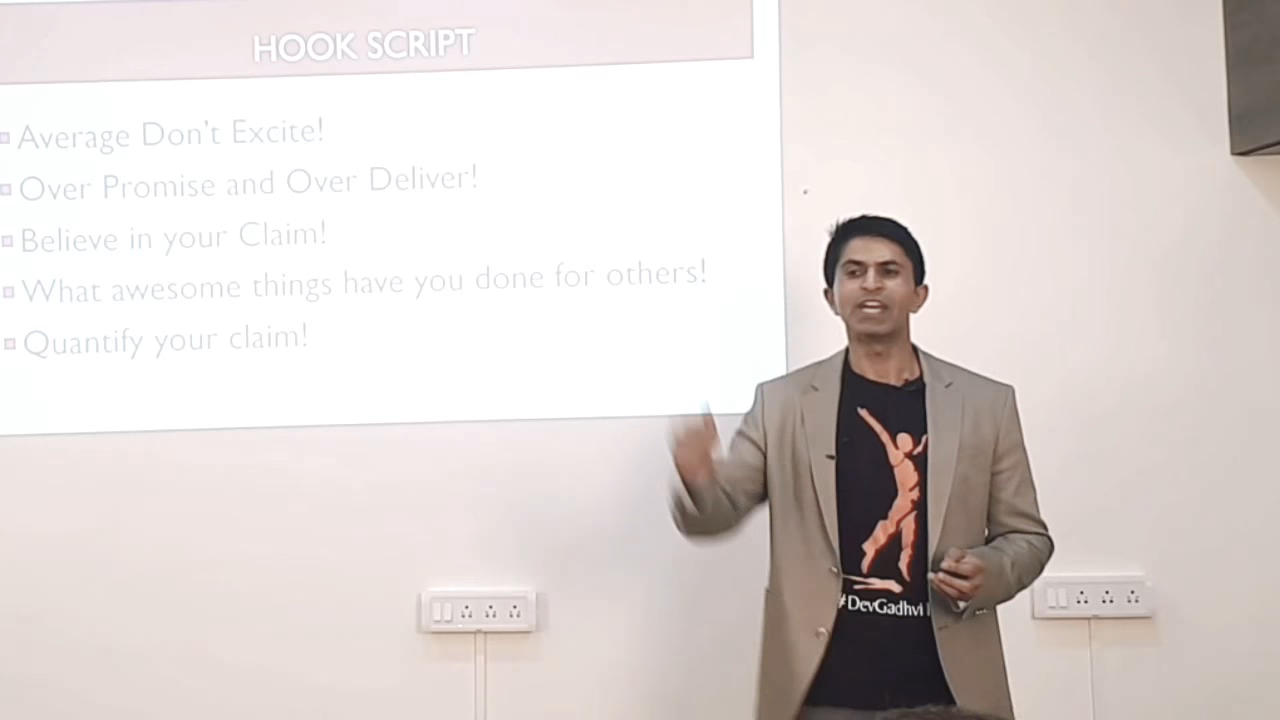 HOOK SCRIPT
Average Don't Excite!
Over Promise and Over Deliver!
Believe in your Claim!
What awesome things have you done for others!
Quantify your claim!
#DevGadhvi